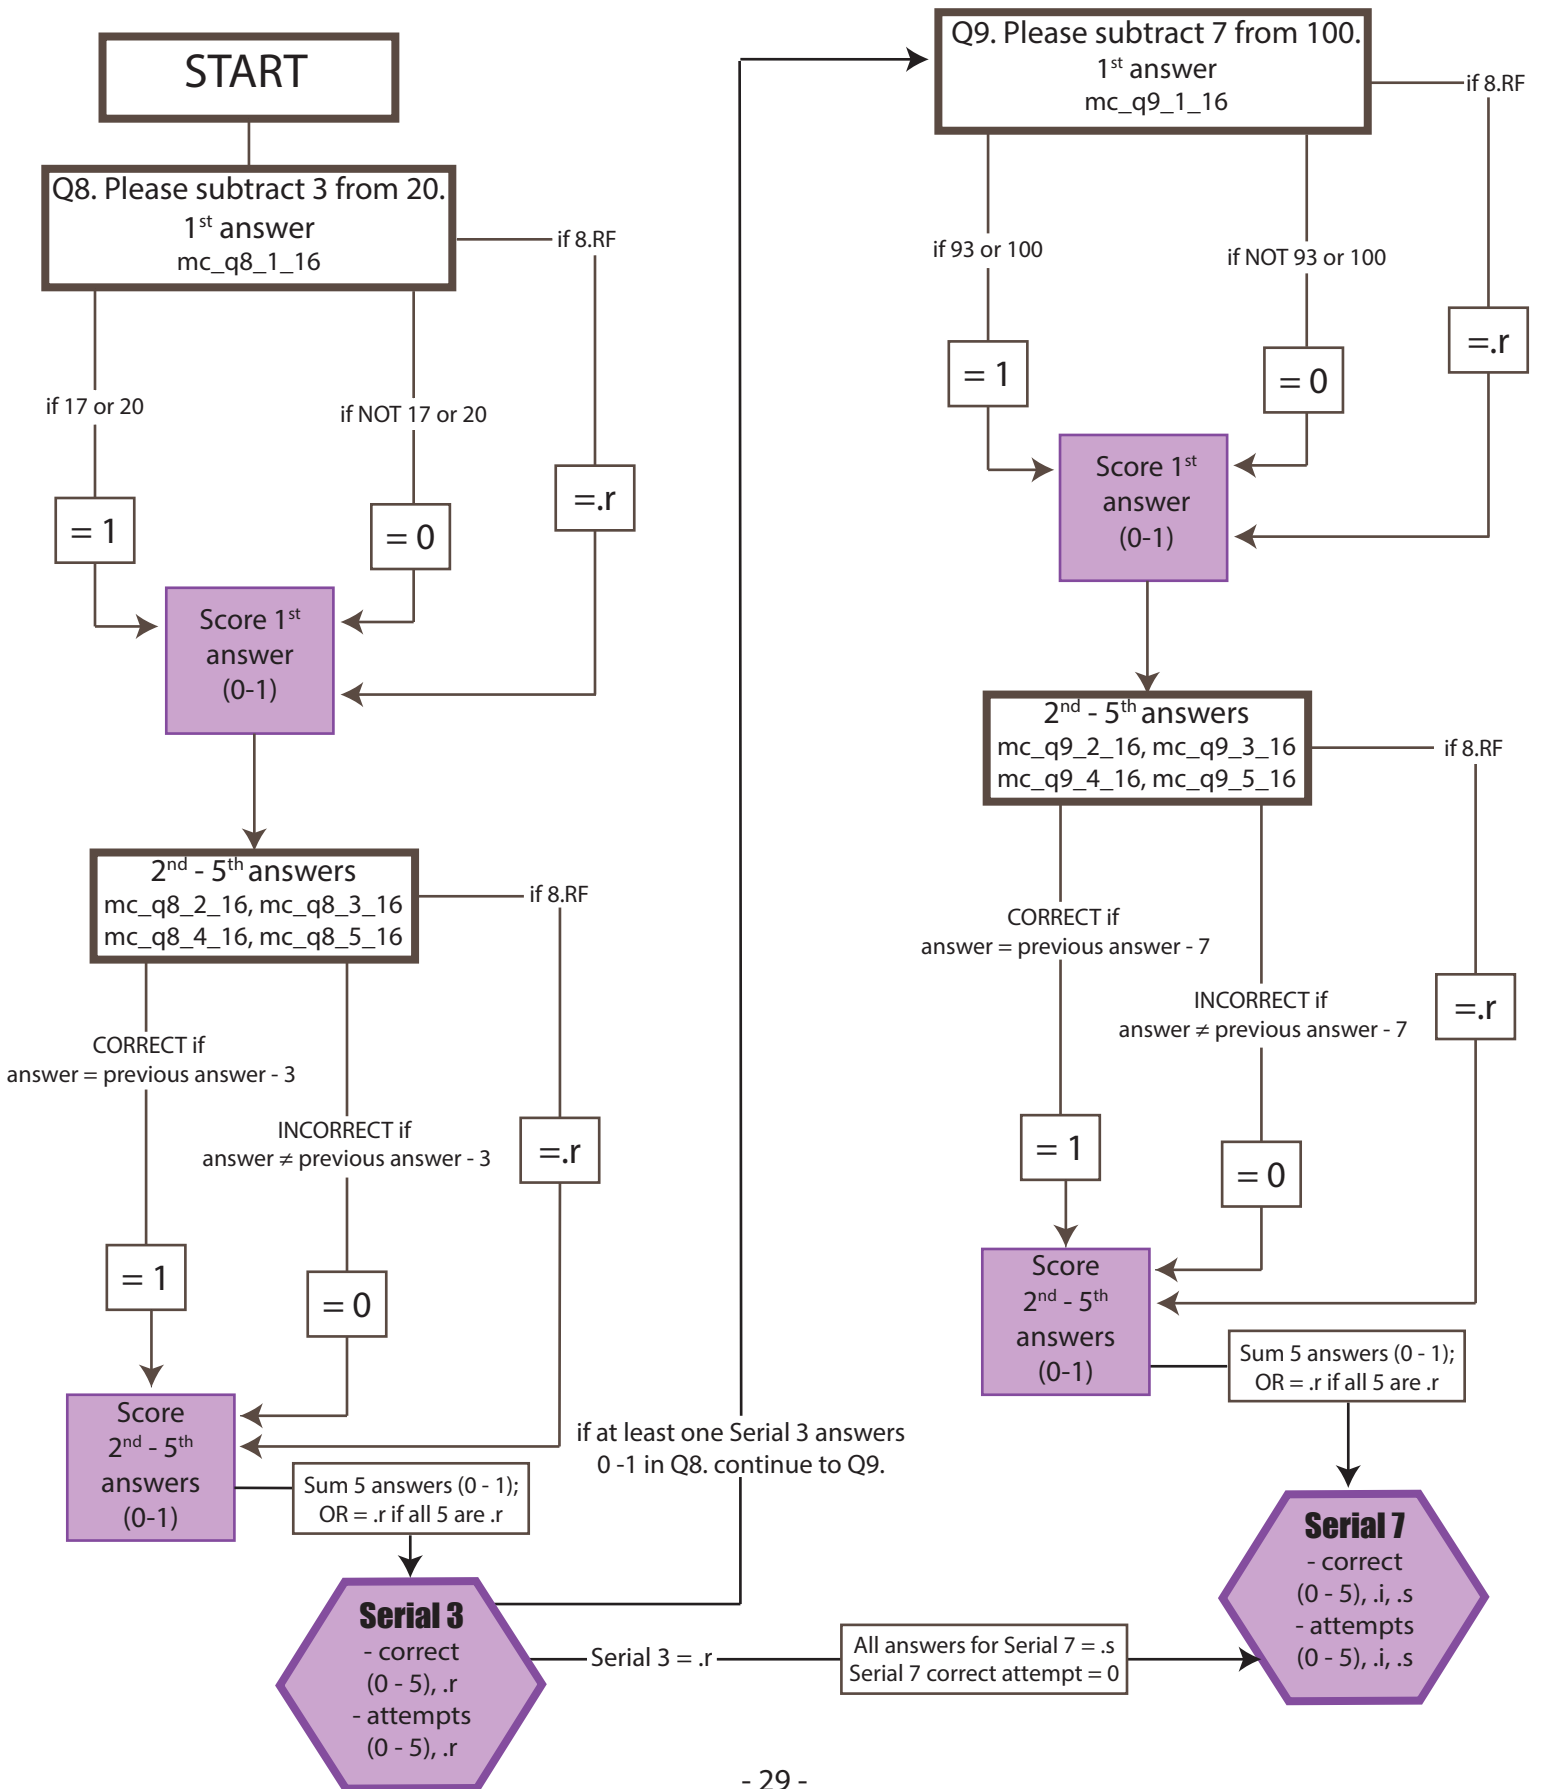 START
Q8. Please subtract 3 from 20.
1st answer
mc_q8_1_16
if 8.RF
if 17 or 20
if NOT 17 or 20
= 1
= 0
=.r
Score 1st
answer
(0-1)
2nd - 5th answers
mc_q8_2_16, mc_q8_3_16
mc_q8_4_16, mc_q8_5_16
if 8.RF
CORRECT if
answer = previous answer - 3
INCORRECT if
answer ≠ previous answer - 3
=.r
= 1
= 0
Score
2nd - 5th
answers
(0-1)
Sum 5 answers (0 - 1);
OR = .r if all 5 are .r
Serial 3
- correct
(0 - 5), .r
- attempts
(0 - 5), .r
if at least one Serial 3 answers
0 -1 in Q8. continue to Q9.
Serial 3 = .r
All answers for Serial 7 = .s
Serial 7 correct attempt = 0
Q9. Please subtract 7 from 100.
1st answer
mc_q9_1_16
if 8.RF
if 93 or 100
if NOT 93 or 100
= 1
= 0
=.r
Score 1st
answer
(0-1)
2nd - 5th answers
mc_q9_2_16, mc_q9_3_16
mc_q9_4_16, mc_q9_5_16
if 8.RF
CORRECT if
answer = previous answer - 7
INCORRECT if
answer ≠ previous answer - 7
=.r
= 1
= 0
Score
2nd - 5th
answers
(0-1)
Sum 5 answers (0 - 1);
OR = .r if all 5 are .r
Serial 7
- correct
(0 - 5), .i, .s
- attempts
(0 - 5), .i, .s
- 29 -